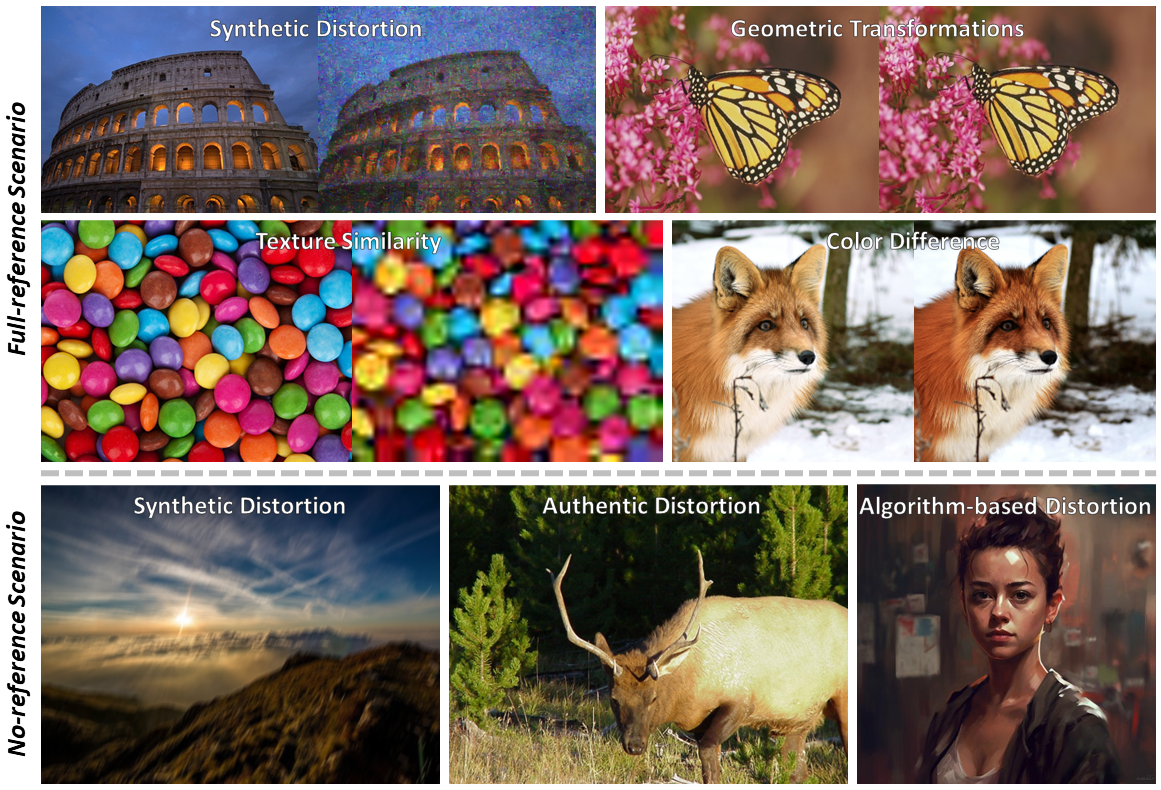 Full-reference Scenario
Synthetic Distortion
Geometric Transformations
Texture Similarity
Color Difference
No-reference Scenario
Synthetic Distortion
Authentic Distortion
Algorithm-based Distortion